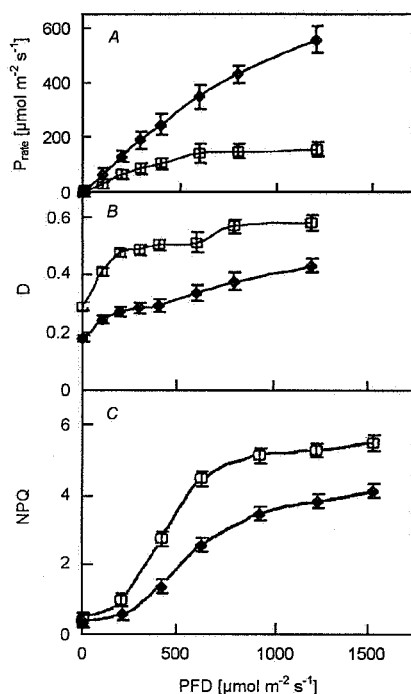 A
600
400
200
0
P_rate [µmol m⁻² s⁻¹]
B
0.6
0.4
0.2
0
D
C
6
4
2
0
NPQ
0 500 1000 1500
PFD [µmol m⁻² s⁻¹]